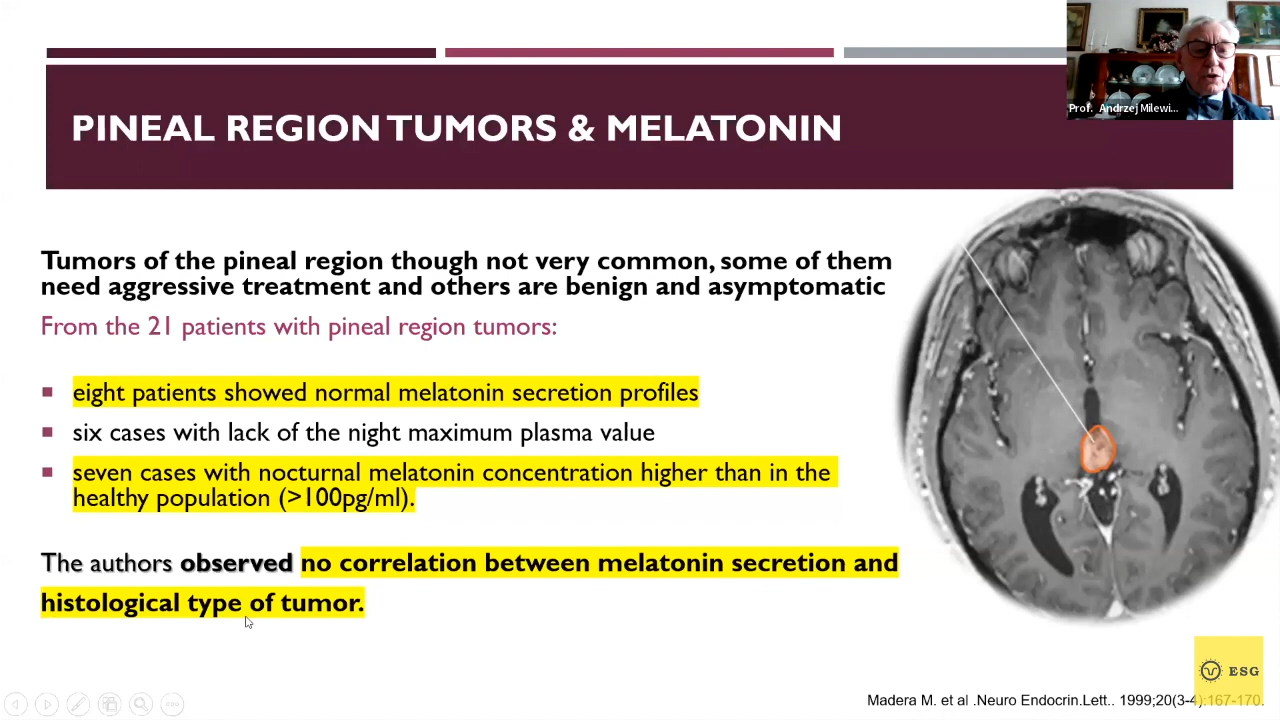 Prof. Andrzej Milewi...
PINEAL REGION TUMORS & MELATONIN
Tumors of the pineal region though not very common, some of them
need aggressive treatment and others are benign and asymptomatic
From the 21 patients with pineal region tumors:
eight patients showed normal melatonin secretion profiles
six cases with lack of the night maximum plasma value
seven cases with nocturnal melatonin concentration higher than in the
healthy population (>100pg/ml).
The authors observed no correlation between melatonin secretion and
histological type of tumor.
ESG
Madera M. et al .Neuro Endocrin.Lett.. 1999;20(3-4):167-170.